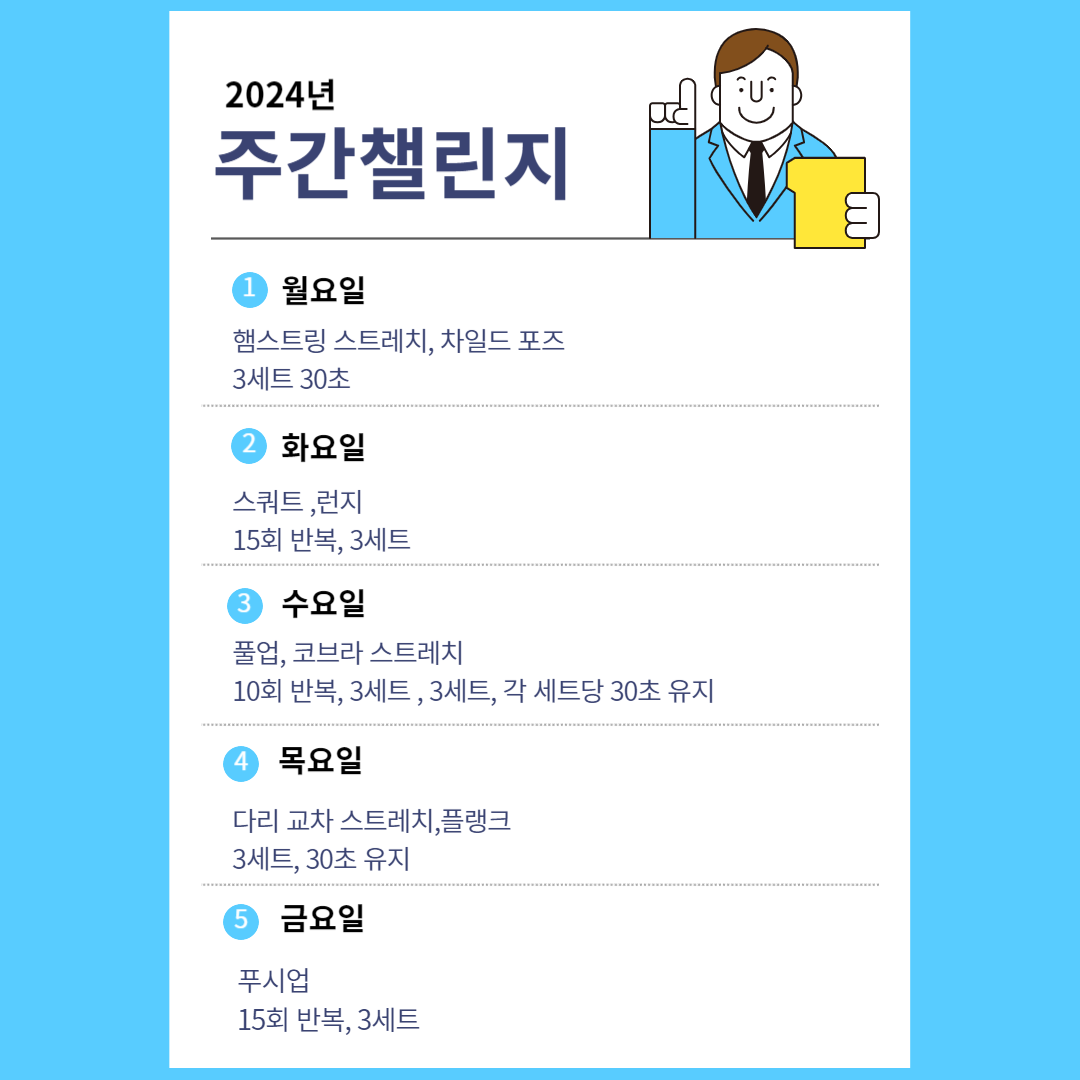 2024년
주간챌린지
1 월요일
햄스트링 스트레치, 차일드 포즈
3세트 30초
2 화요일
스쿼트 ,런지
15회 반복, 3세트
3 수요일
풀업, 코브라 스트레치
10회 반복, 3세트 , 3세트, 각 세트당 30초 유지
4 목요일
다리 교차 스트레치,플랭크
3세트, 30초 유지
5 금요일
푸시업
15회 반복, 3세트